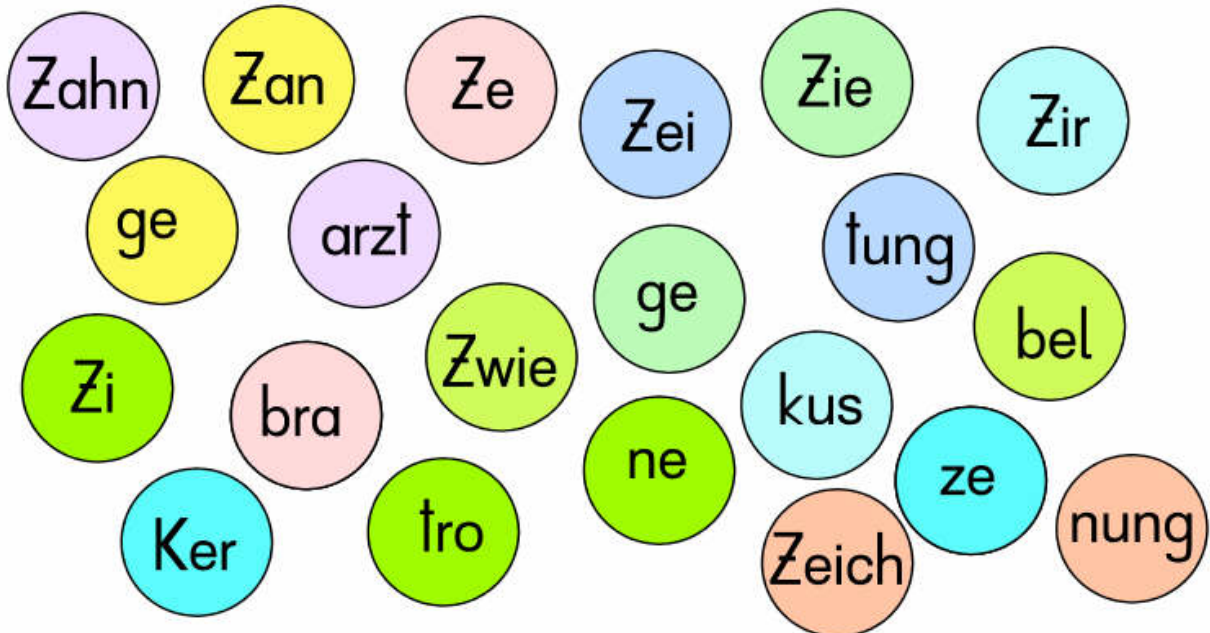 Zahn
Zan
Ze
Zei
Zie
Zir
ge
arzt
ge
tung
bel
Zi
bra
Zwie
ne
kus
ze
nung
Ker
tro
Zeich